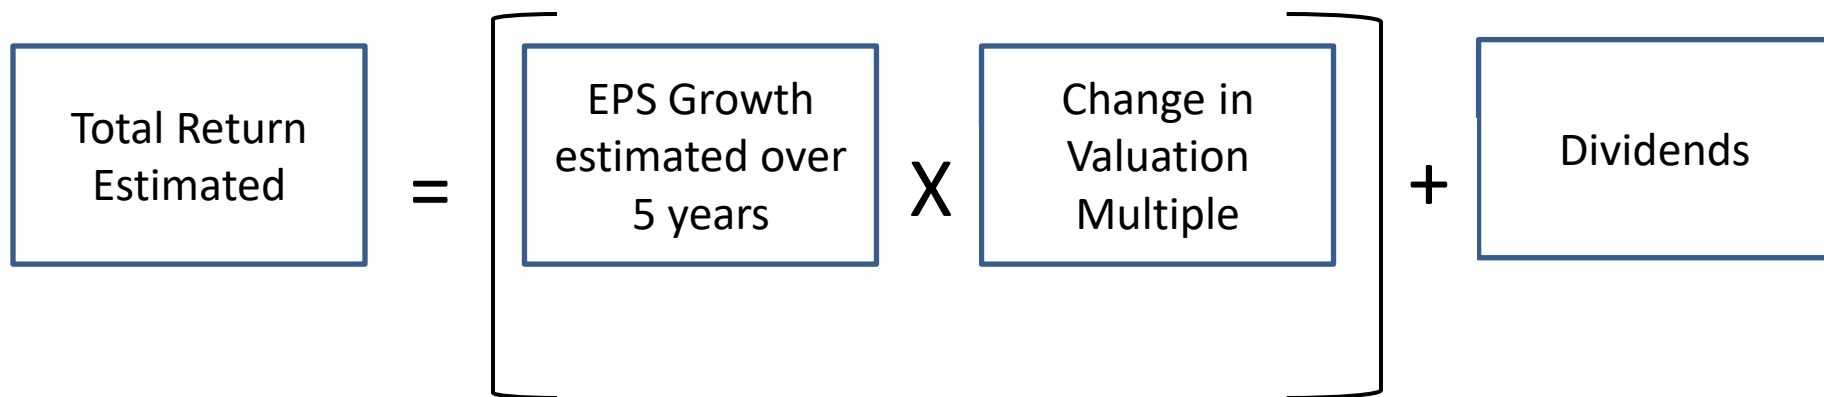 Total Return
Estimated
=
EPS Growth
estimated over
5 years
X
Change in
Valuation
Multiple
+
Dividends